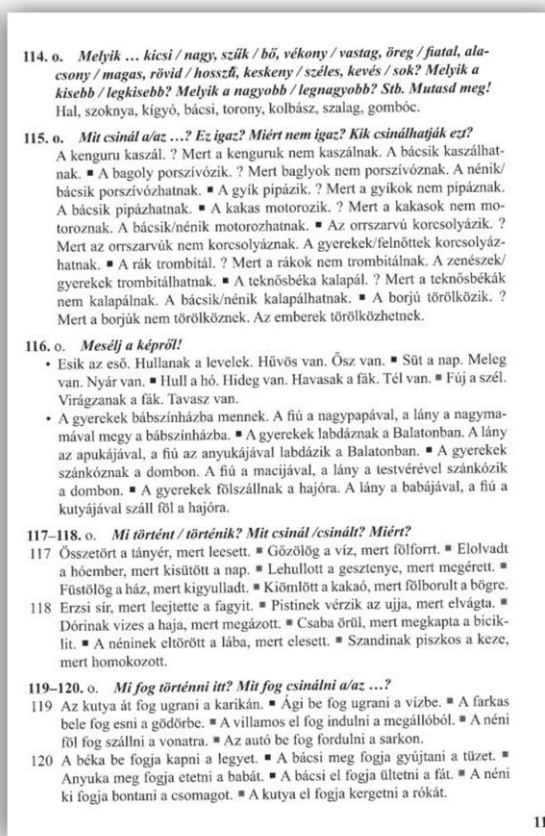 114. o. Melyik ... kicsi / nagy, szűk / bő, vékony / vastag, öreg / fiatal, ala-
csony / magas, rövid / hosszű, keskeny / széles, kevés / sok? Melyik a
kisebb / legkisebb? Melyik a nagyobb / legnagyobb? Stb. Mutasd meg!
Hal, szoknya, kígyó, bácsi, torony, kolbász, szalag, gombóc.
115. o. Mit csinál a/az ...? Ez igaz? Miért nem igaz? Kik csinálhatják ezt?
A kenguru kaszál. ? Mert a kenguruk nem kaszálnak. A bácsik kaszálhat-
nak. ■ A bagoly porszívózik. ? Mert baglyok nem porszívóznak. A nénik/
bácsik porszívózhatnak. ■ A gyík pipázik. ? Mert a gyíkok nem pipáznak.
A bácsik pipázhatnak. ■ A kakas motorozik. ? Mert a kakasok nem mo-
toroznak. A bácsik/nénik motorozhatnak. ■ Az orrszarvú korcsolyázik. ?
Mert az orrszarvúk nem korcsolyáznak. A gyerekek/felnőttek korcsolyáz-
hatnak. ■ A rák trombitál. ? Mert a rákok nem trombitálnak. A zenészek/
gyerekek trombitálhatnak. ■ A teknősbéka kalapál. ? Mert a teknősbékák
nem kalapálnak. A bácsik/nénik kalapálhatnak. ■ A borjú törölközik. ?
Mert a borjúk nem törölköznek. Az emberek törölközhetnek.
116. o. Mesélj a képről!
• Esik az eső. Hullanak a levelek. Hűvös van. Ősz van. ■ Süt a nap. Meleg
van. Nyár van. ■ Hull a hó. Hideg van. Havasak a fák. Tél van. ■ Fúj a szél.
Virágzanak a fák. Tavasz van.
• A gyerekek bábszínházba mennek. A fiú a nagypapával, a lány a nagyma-
mával megy a bábszínházba. ■ A gyerekek labdáznak a Balatonban. A lány
az apukájával, a fiú az anyukájával labdázik a Balatonban. ■ A gyerekek
szánkóznak a dombon. A fiú a macijával, a lány a testvérével szánkózik
a dombon. ■ A gyerekek fölszállnak a hajóra. A lány a babájával, a fiú a
kutyájával száll föl a hajóra.
117–118. o. Mi történt / történik? Mit csinál /csinált? Miért?
117 Összetört a tányér, mert leesett. ■ Gőzölög a víz, mert fölforrt. ■ Elolvadt
a hóember, mert kisütött a nap. ■ Lehullott a gesztenye, mert megérett. ■
Füstölög a ház, mert kigyulladt. ■ Kiömlött a kakaó, mert fölborult a bögre.
118 Erzsi sír, mert leejtette a fagyit. ■ Pistinek vérzik az ujja, mert elvágta. ■
Dórinak vizes a haja, mert megázott. ■ Csaba örül, mert megkapta a bicik-
lit. ■ A néninek eltörött a lába, mert elesett. ■ Szandinak piszkos a keze,
mert homokozott.
119–120. o. Mi fog történni itt? Mit fog csinálni a/az ...?
119 Az kutya át fog ugrani a karikán. ■ Ági be fog ugrani a vízbe. ■ A farkas
bele fog esni a gödörbe. ■ A villamos el fog indulni a megállóból. ■ A néni
föl fog szállni a vonatra. ■ Az autó be fog fordulni a sarkon.
120 A béka be fogja kapni a legyet. ■ A bácsi meg fogja gyújtani a tüzet. ■
Anyuka meg fogja etetni a babát. ■ A bácsi el fogja ültetni a fát. ■ A néni
ki fogja bontani a csomagot. ■ A kutya el fogja kergetni a rókát.
11